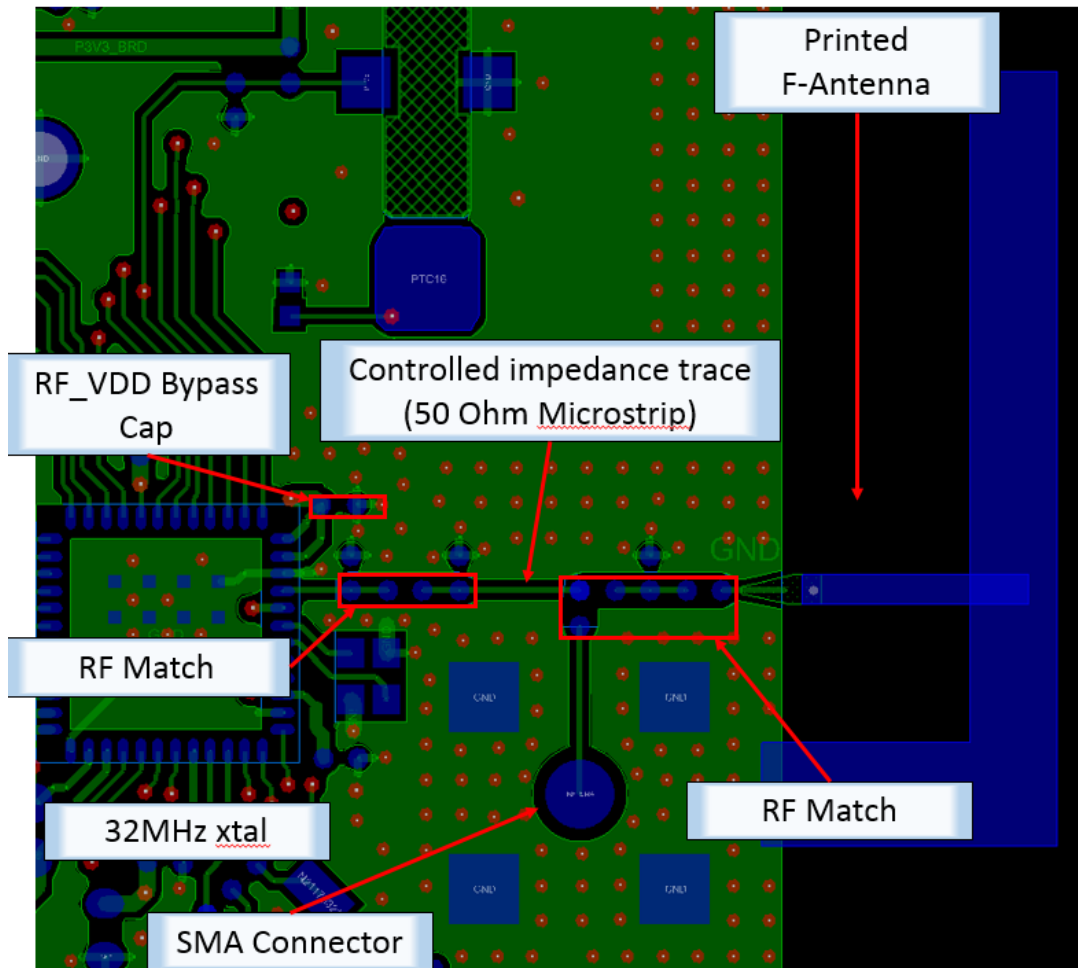 Printed
F-Antenna
P3V3_BRD
PTC16
RF_VDD Bypass
Cap
Controlled impedance trace
(50 Ohm Microstrip)
GND
RF Match
GND
GND
RF Match
32MHz xtal
GND
GND
SMA Connector